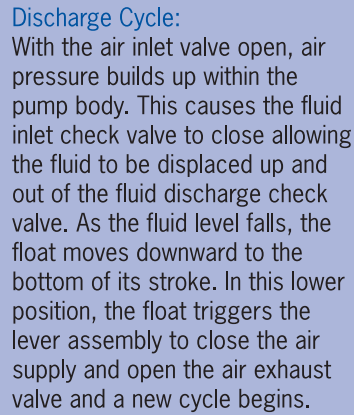 Discharge Cycle:
With the air inlet valve open, air
pressure builds up within the
pump body. This causes the fluid
inlet check valve to close allowing
the fluid to be displaced up and
out of the fluid discharge check
valve. As the fluid level falls, the
float moves downward to the
bottom of its stroke. In this lower
position, the float triggers the
lever assembly to close the air
supply and open the air exhaust
valve and a new cycle begins.